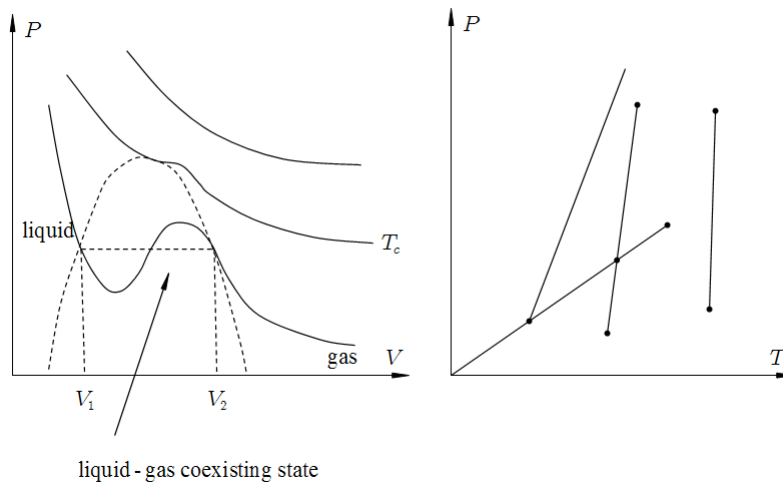 P
liquid
T_c
gas
V
V_1
V_2
liquid - gas coexisting state
P
T